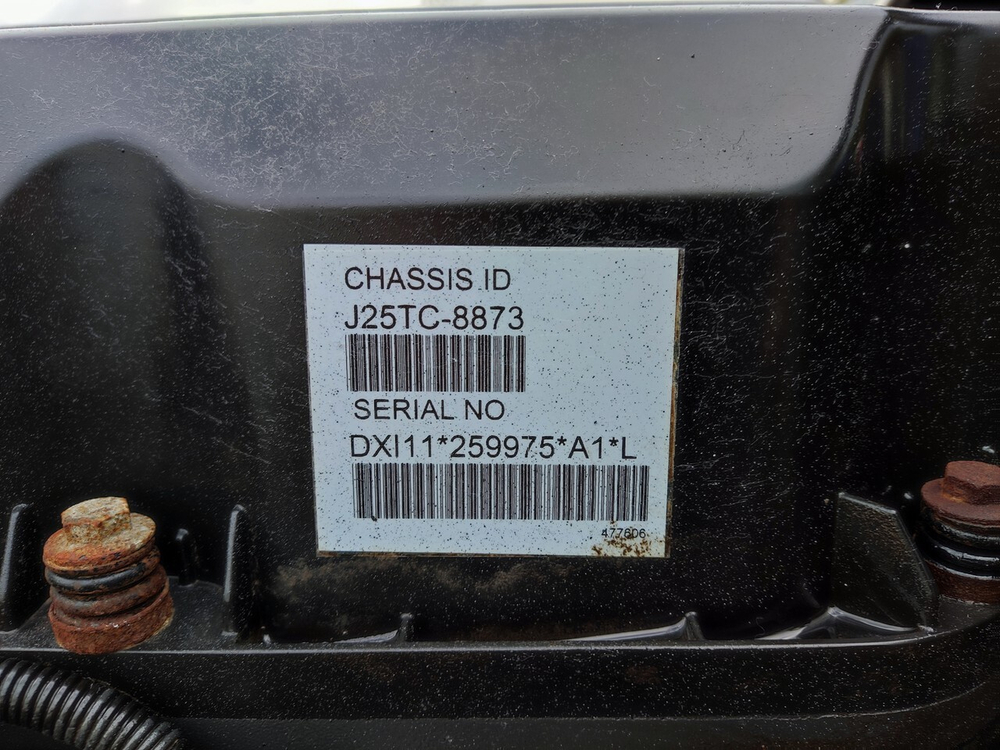 CHASSIS ID
J25TC-8873
SERIAL NO
DXI11*259975*A1*L
477606